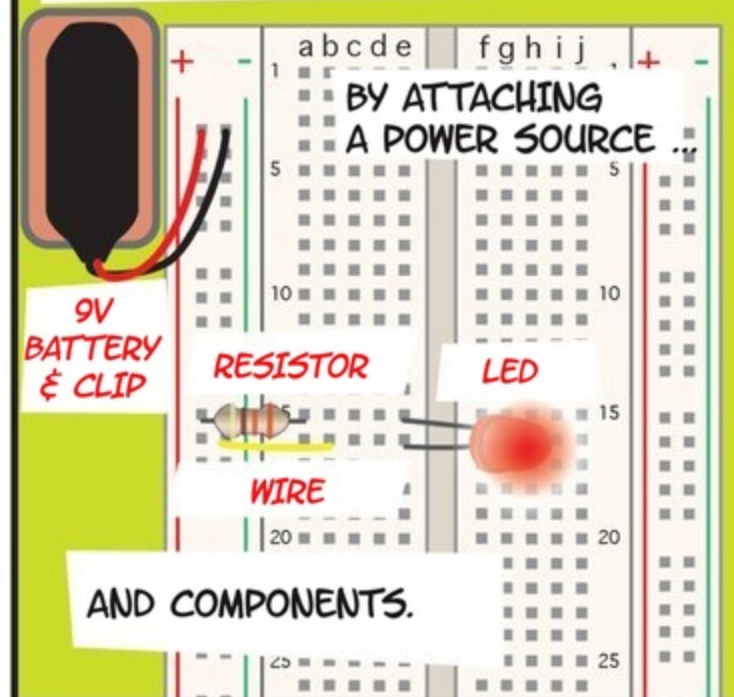 + - a b c d e f g h i j + -
1 1
BY ATTACHING
A POWER SOURCE ...
5 5
10 10
9V
BATTERY
& CLIP
RESISTOR
LED
15
WIRE
20 20
AND COMPONENTS.
25 25